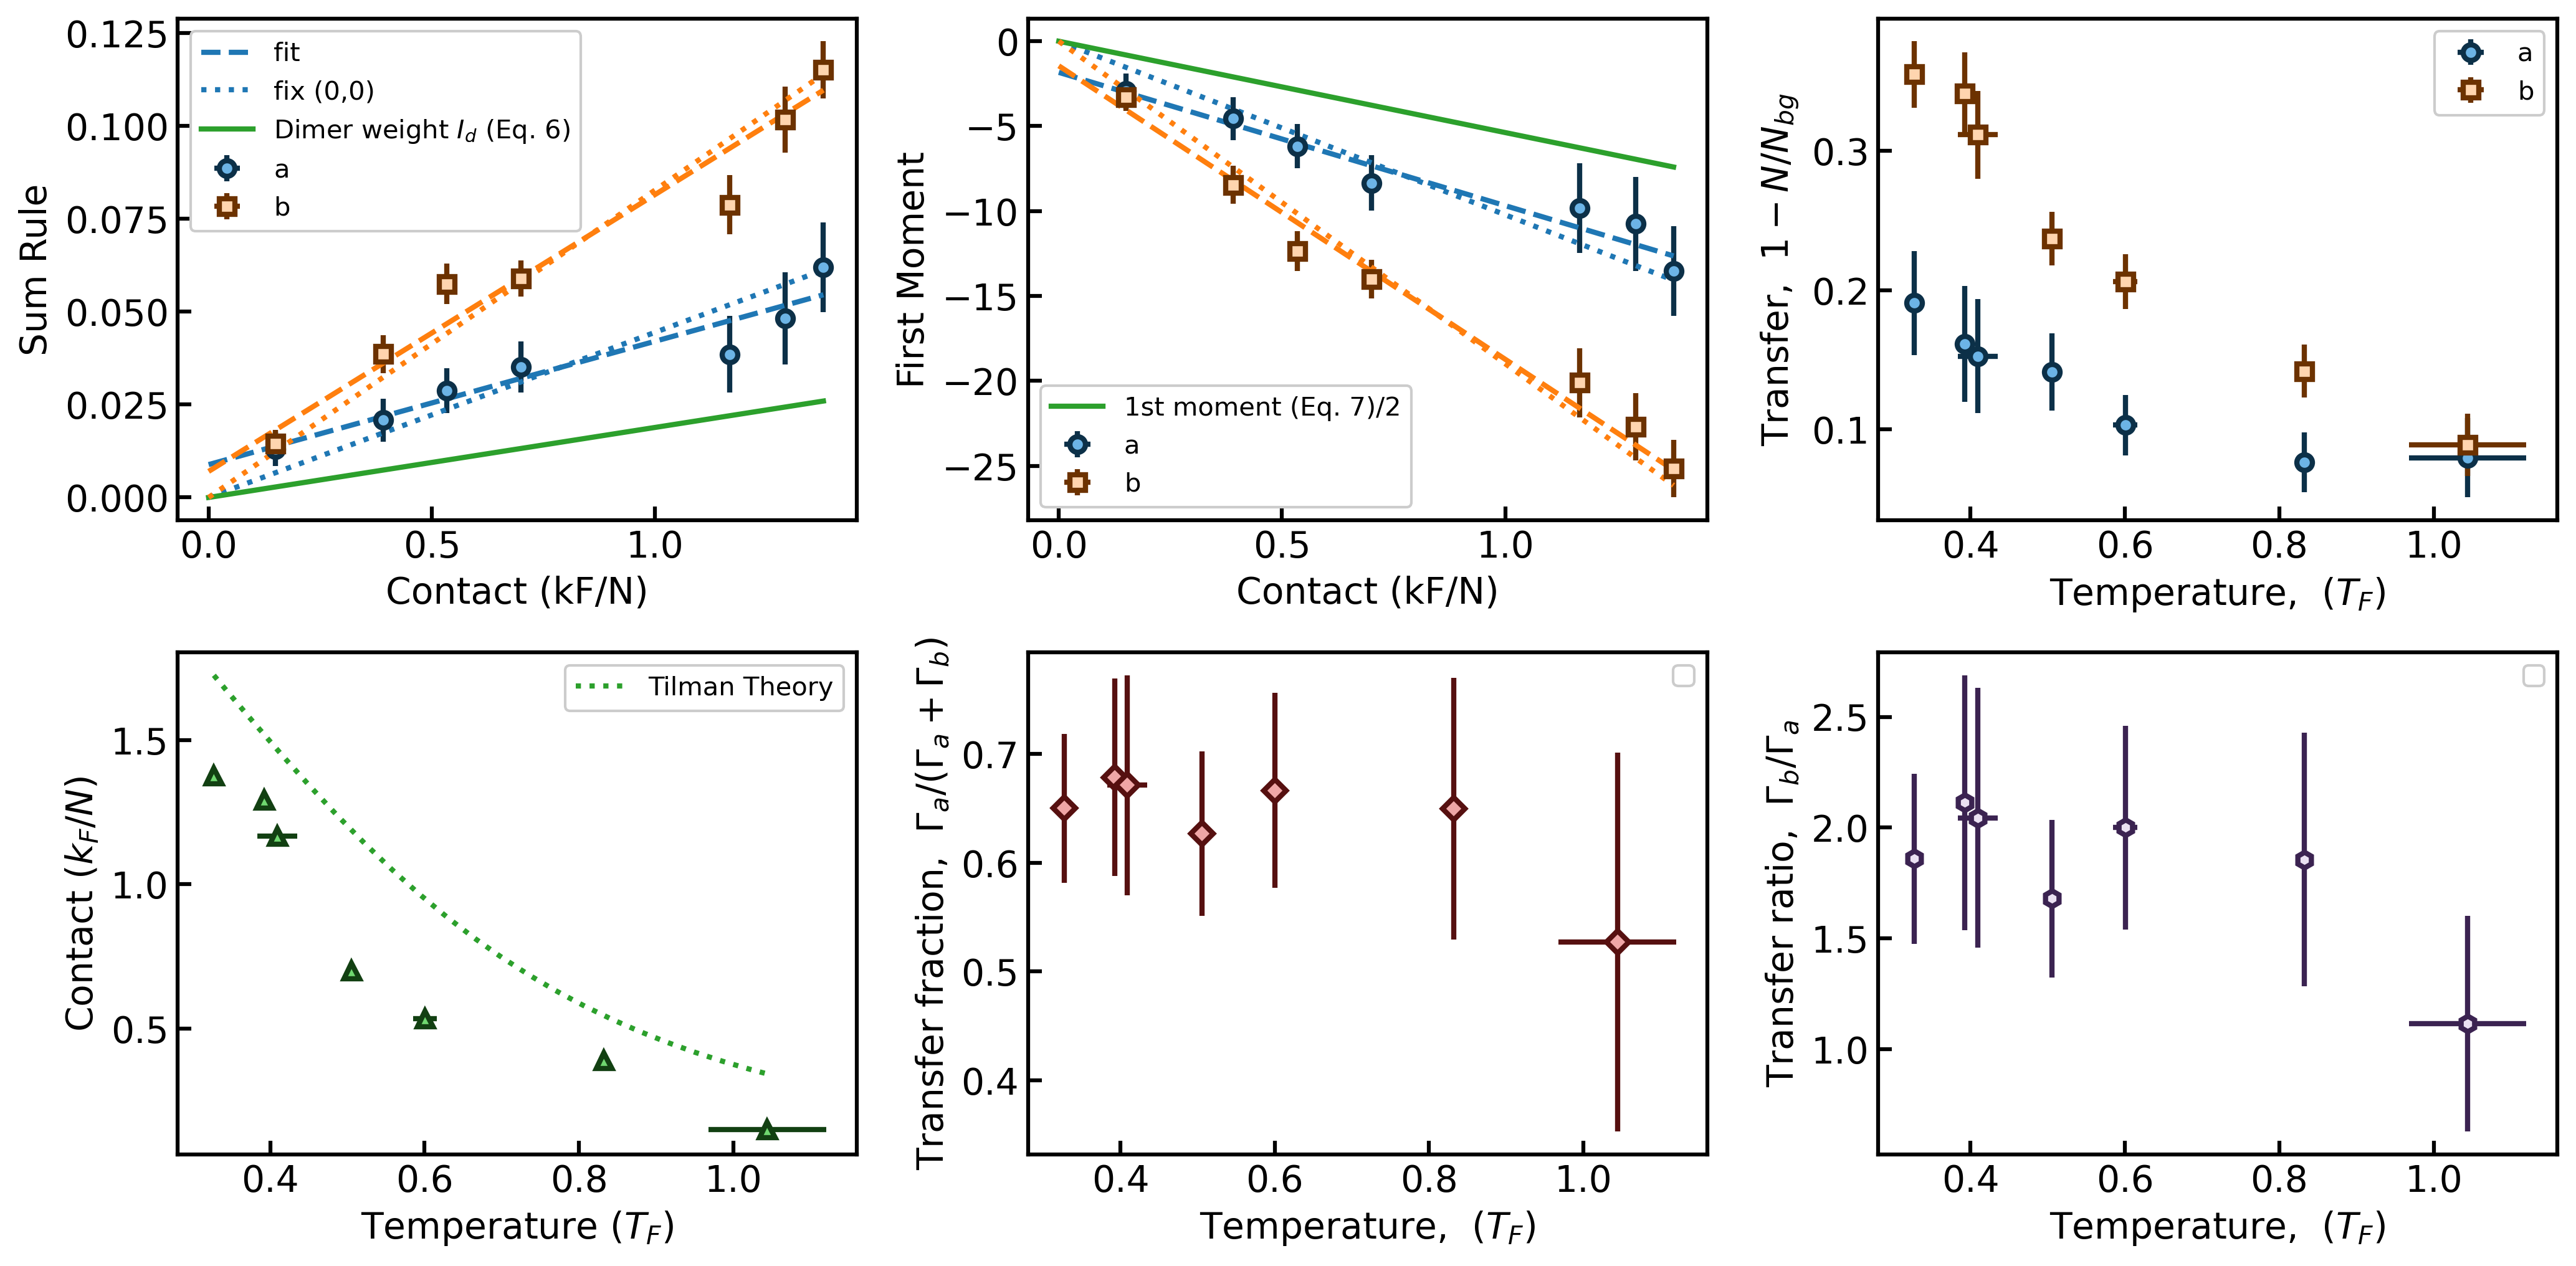 0.125
0.100
0.075
0.050
0.025
0.000
Sum Rule
fit
fix (0,0)
Dimer weight I_d (Eq. 6)
a
b
0.0 0.5 1.0
Contact (kF/N)
0
−5
−10
−15
−20
−25
First Moment
1st moment (Eq. 7)/2
a
b
0.0 0.5 1.0
Contact (kF/N)
0.3
0.2
0.1
Transfer, 1 − N/N_{bg}
a
b
0.4 0.6 0.8 1.0
Temperature, (T_F)
1.5
1.0
0.5
Contact (k_F/N)
Tilman Theory
0.4 0.6 0.8 1.0
Temperature (T_F)
0.7
0.6
0.5
0.4
Transfer fraction, Γ_a/(Γ_a + Γ_b)
0.4 0.6 0.8 1.0
Temperature, (T_F)
2.5
2.0
1.5
1.0
Transfer ratio, Γ_b/Γ_a
0.4 0.6 0.8 1.0
Temperature, (T_F)